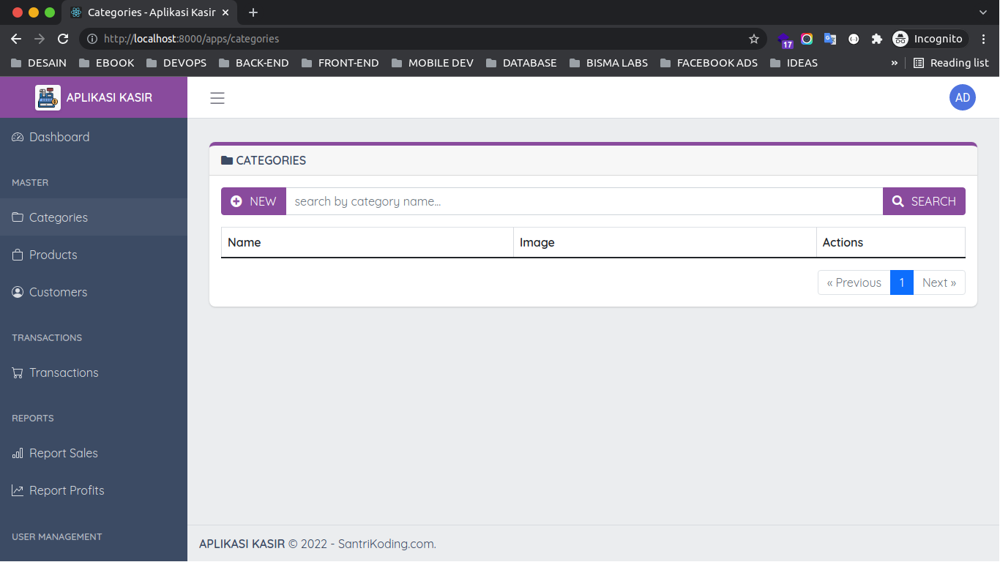 Categories - Aplikasi Kasir
http://localhost:8000/apps/categories
17
Incognito
DESAIN EBOOK DEVOPS BACK-END FRONT-END MOBILE DEV DATABASE BISMA LABS FACEBOOK ADS IDEAS » Reading list
APLIKASI KASIR
AD
Dashboard
MASTER
Categories
Products
Customers
TRANSACTIONS
Transactions
REPORTS
Report Sales
Report Profits
USER MANAGEMENT
CATEGORIES
NEW search by category name... SEARCH
Name Image Actions
« Previous 1 Next »
APLIKASI KASIR © 2022 - SantriKoding.com.